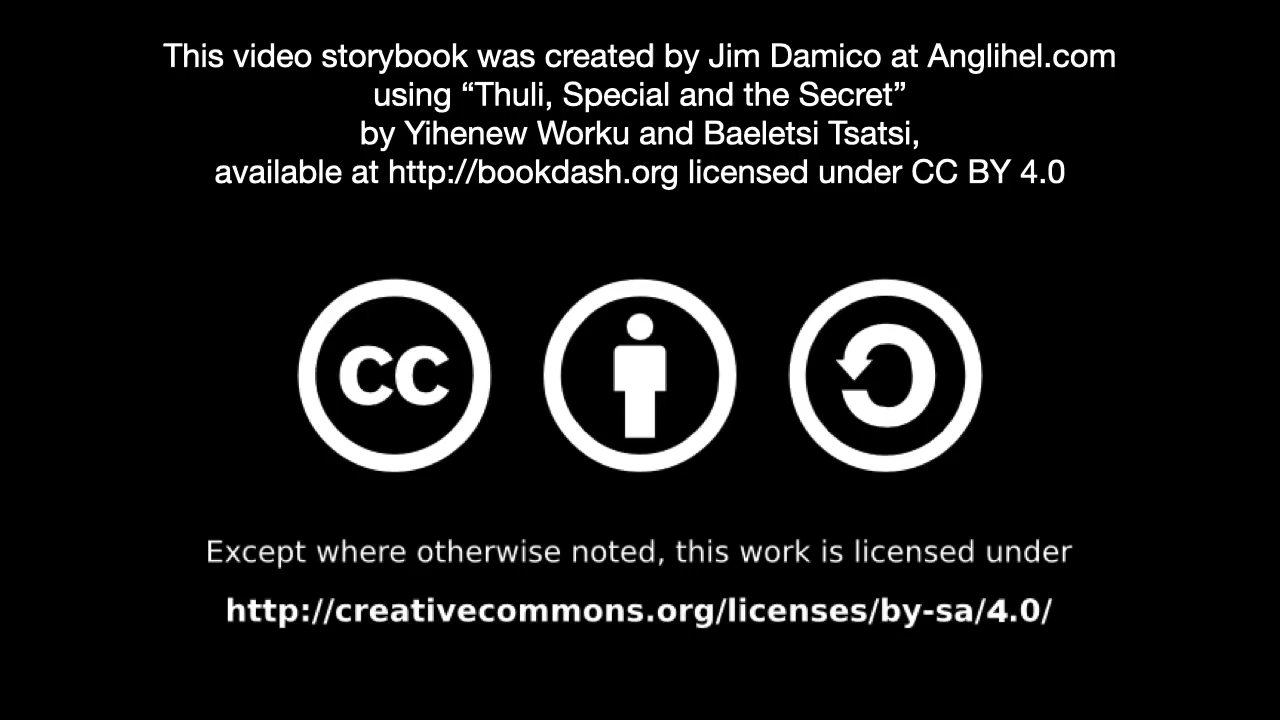 This video storybook was created by Jim Damico at Anglihel.com
using “Thuli, Special and the Secret”
by Yihenew Worku and Baeletsi Tsatsi,
available at http://bookdash.org licensed under CC BY 4.0
cc
Except where otherwise noted, this work is licensed under
http://creativecommons.org/licenses/by-sa/4.0/